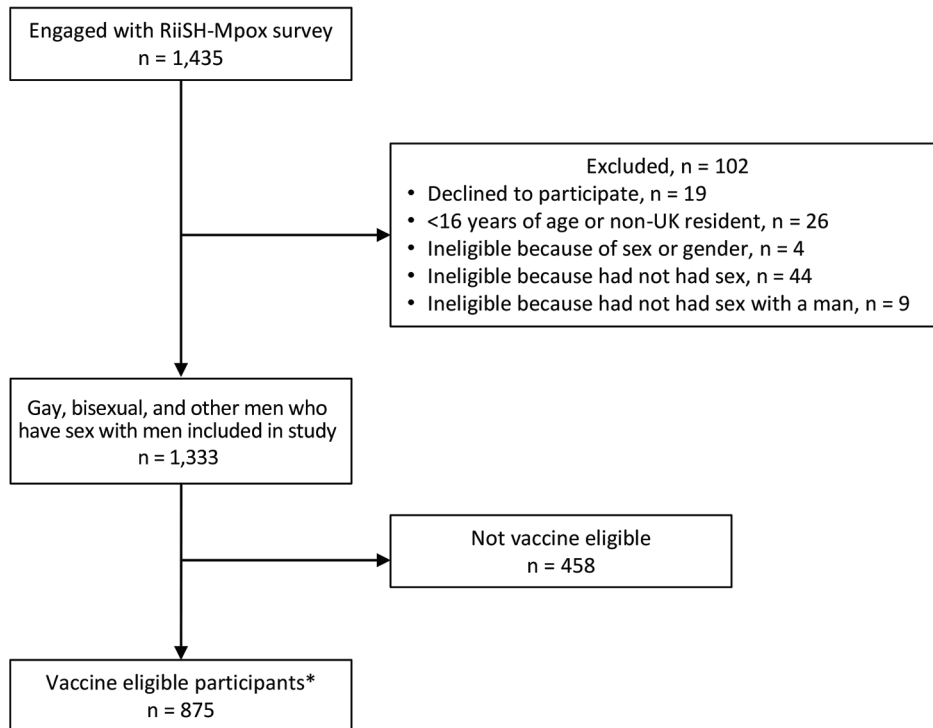 Engaged with RiiSH-Mpox survey
n = 1,435
Excluded, n = 102
• Declined to participate, n = 19
• <16 years of age or non-UK resident, n = 26
• Ineligible because of sex or gender, n = 4
• Ineligible because had not had sex, n = 44
• Ineligible because had not had sex with a man, n = 9
Gay, bisexual, and other men who
have sex with men included in study
n = 1,333
Not vaccine eligible
n = 458
Vaccine eligible participants*
n = 875